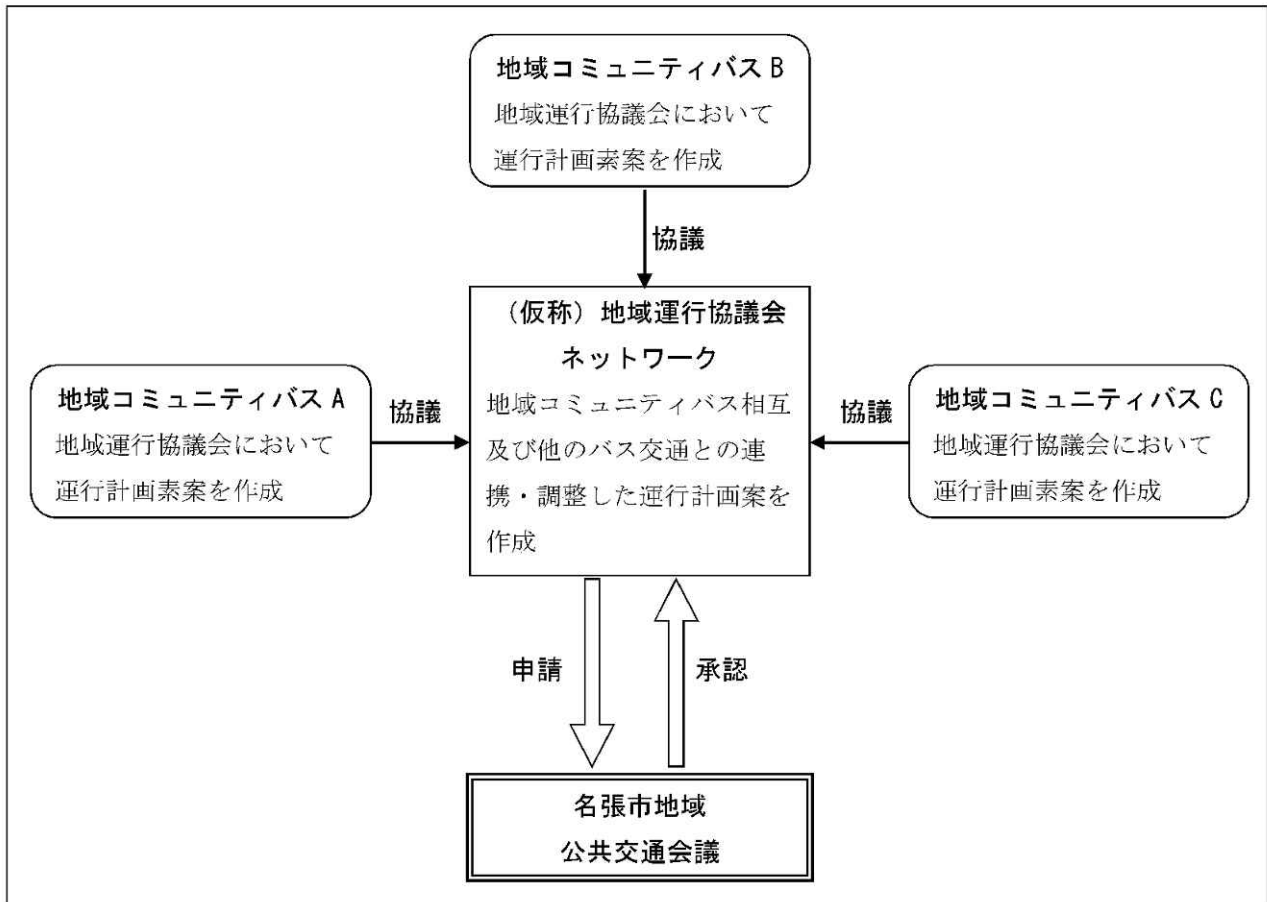 地域コミュニティバス B
地域運行協議会において
運行計画素案を作成
協議
(仮称)地域運行協議会
ネットワーク
地域コミュニティバス相互
及び他のバス交通との連
携・調整した運行計画案を
作成
地域コミュニティバス A
地域運行協議会において
運行計画素案を作成
協議
協議
地域コミュニティバス C
地域運行協議会において
運行計画素案を作成
申請
承認
名張市地域
公共交通会議